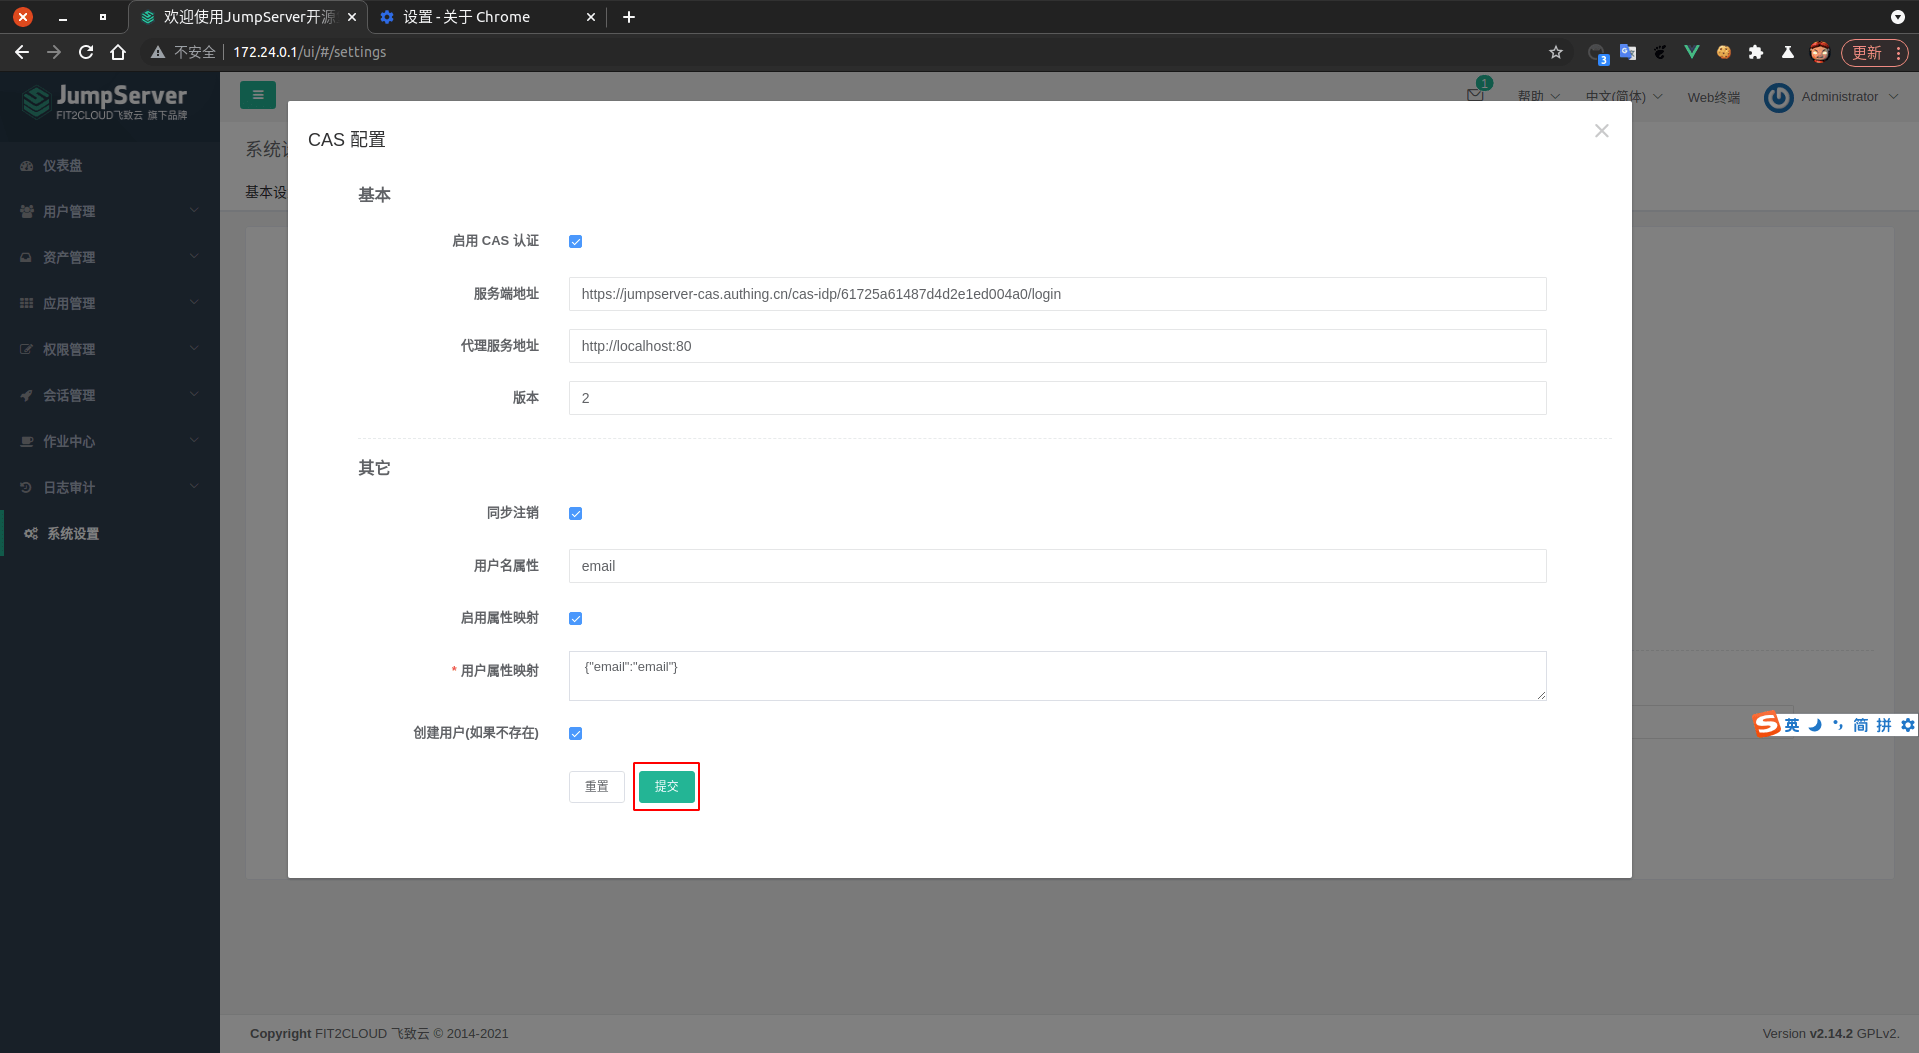 欢迎使用JumpServer开源
设置 - 关于 Chrome
不安全
172.24.0.1/ui/#/settings
3
更新
JumpServer
FIT2CLOUD飞致云 旗下品牌
1
帮助
中文(简体)
Web终端
Administrator
仪表盘
用户管理
资产管理
应用管理
权限管理
会话管理
作业中心
日志审计
系统设置
系统
基本设
CAS 配置
基本
启用 CAS 认证
服务端地址
https://jumpserver-cas.authing.cn/cas-idp/61725a61487d4d2e1ed004a0/login
代理服务地址
http://localhost:80
版本
2
其它
同步注销
用户名属性
email
启用属性映射
* 用户属性映射
{"email":"email"}
创建用户(如果不存在)
重置
提交
英
简
拼
Copyright FIT2CLOUD 飞致云 © 2014-2021
Version v2.14.2 GPLv2.